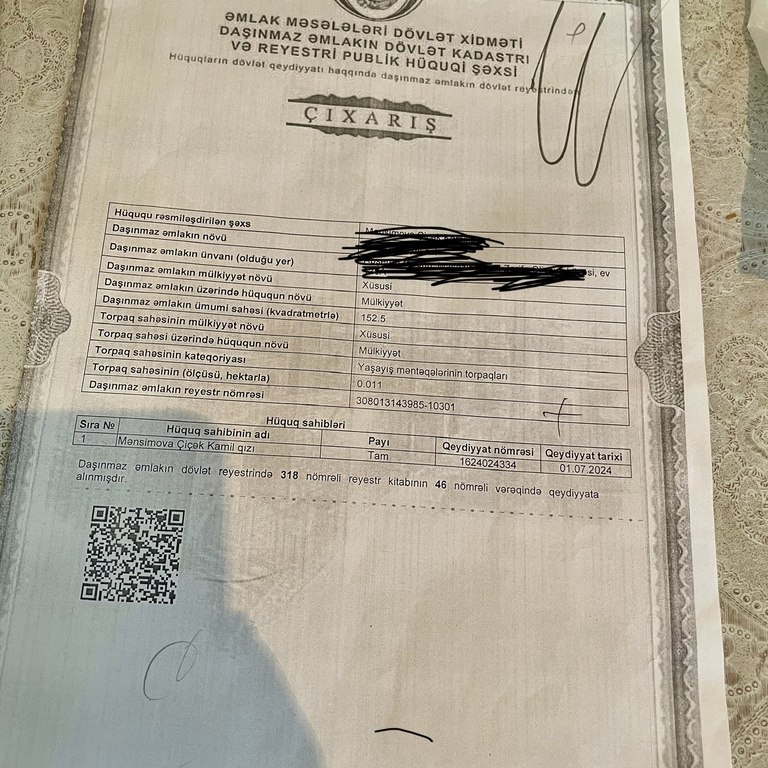 ƏMLAK MƏSƏLƏLƏRİ DÖVLƏT XİDMƏTİ
DAŞINMAZ ƏMLAKIN DÖVLƏT KADASTRI
VƏ REYESTRİ PUBLİK HÜQUQİ ŞƏXSİ
Hüquqların dövlət qeydiyyatı haqqında daşınmaz əmlakın dövlət reyestrindən
ÇIXARIŞ
Hüququ rəsmiləşdirilən şəxs
Daşınmaz əmlakın növü
Daşınmaz əmlakın ünvanı (olduğu yer) ev
Daşınmaz əmlakın mülkiyyət növü Xüsusi
Daşınmaz əmlakın üzərində hüququn növü Mülkiyyət
Daşınmaz əmlakın ümumi sahəsi (kvadratmetrlə) 152.5
Torpaq sahəsinin mülkiyyət növü Xüsusi
Torpaq sahəsi üzərində hüququn növü Mülkiyyət
Torpaq sahəsinin kateqoriyası Yaşayış məntəqələrinin torpaqları
Torpaq sahəsinin (ölçüsü, hektarla) 0.011
Daşınmaz əmlakın reyestr nömrəsi 308013143985-10301
Hüquq sahibləri
Sıra № Hüquq sahibinin adı Payı Qeydiyyat nömrəsi Qeydiyyat tarixi
1 Mənsimova Çiçək Kamil qızı Tam 1624024334 01.07.2024
Daşınmaz əmlakın dövlət reyestrində 318 nömrəli reyestr kitabının 46 nömrəli vərəqində qeydiyyata
alınmışdır.